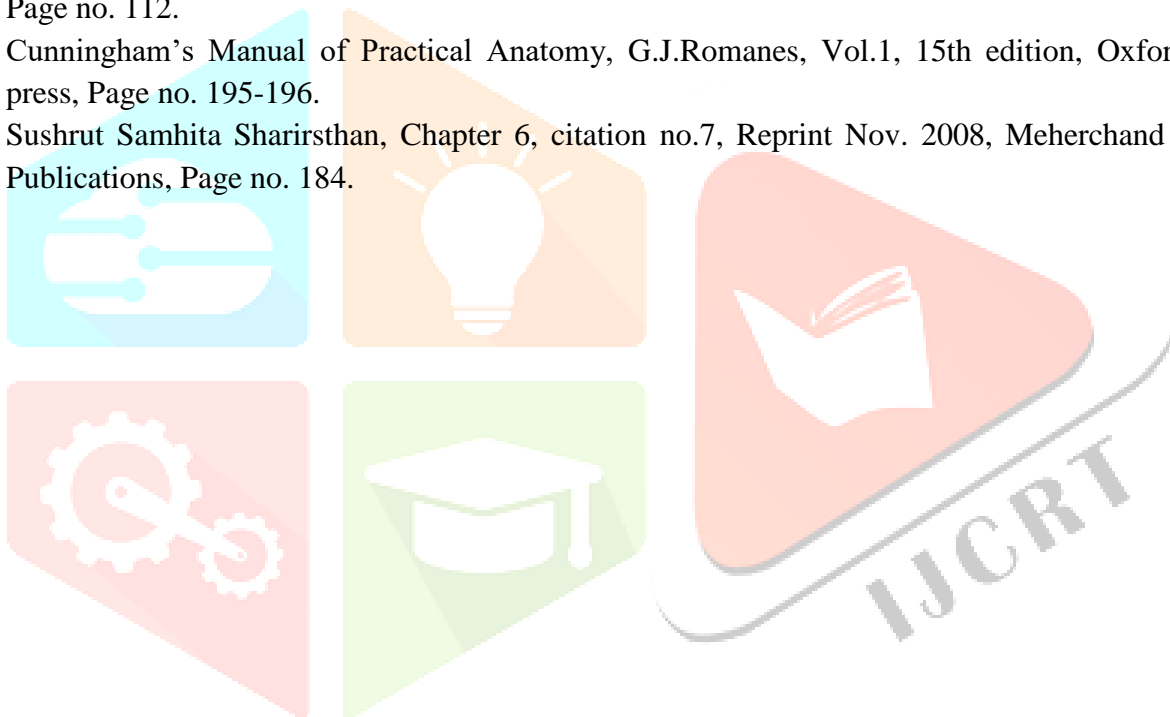 Page no. 112.
Cunningham’s Manual of Practical Anatomy, G.J.Romanes, Vol.1, 15th edition, Oxfor
press, Page no. 195-196.
Sushrut Samhita Sharirsthan, Chapter 6, citation no.7, Reprint Nov. 2008, Meherchand
Publications, Page no. 184.
IJCRT